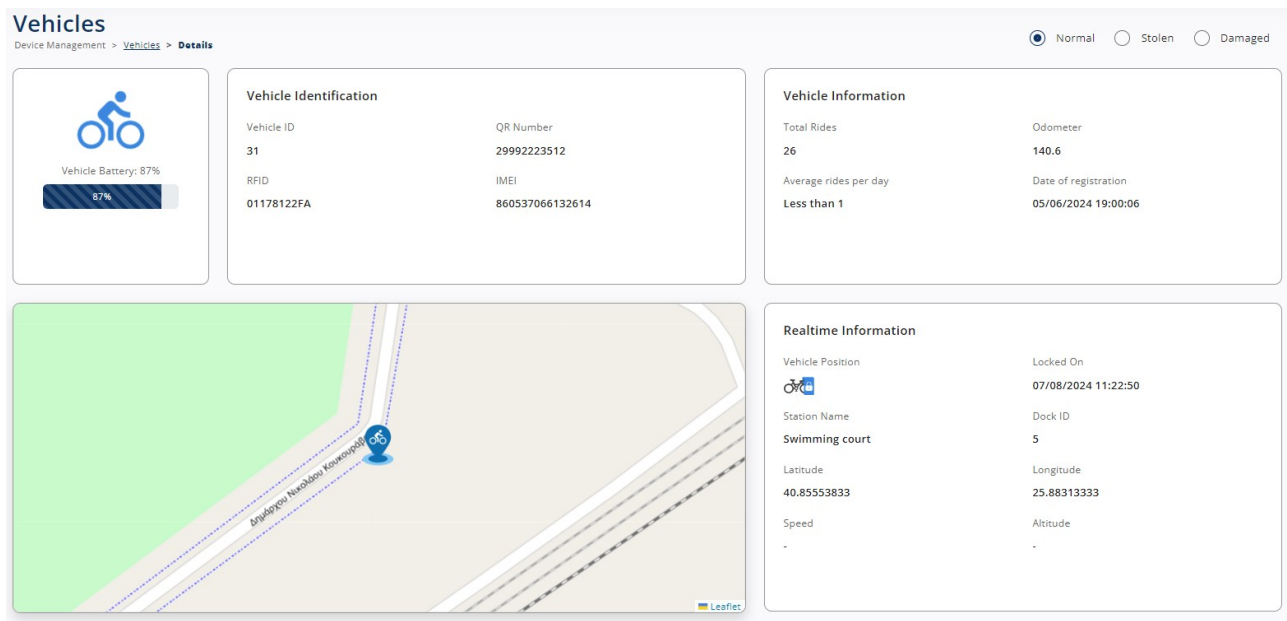 Vehicles
Device Management > Vehicles > Details
Normal Stolen Damaged
Vehicle Battery: 87%
87%
Vehicle Identification
Vehicle ID QR Number
31 29992223512
RFID IMEI
01178122FA 860537066132614
Vehicle Information
Total Rides Odometer
26 140.6
Average rides per day Date of registration
Less than 1 05/06/2024 19:00:06
Δημάρχου Νικολάου Κουκουράβ
Leaflet
Realtime Information
Vehicle Position Locked On
07/08/2024 11:22:50
Station Name Dock ID
Swimming court 5
Latitude Longitude
40.85553833 25.88313333
Speed Altitude
- -